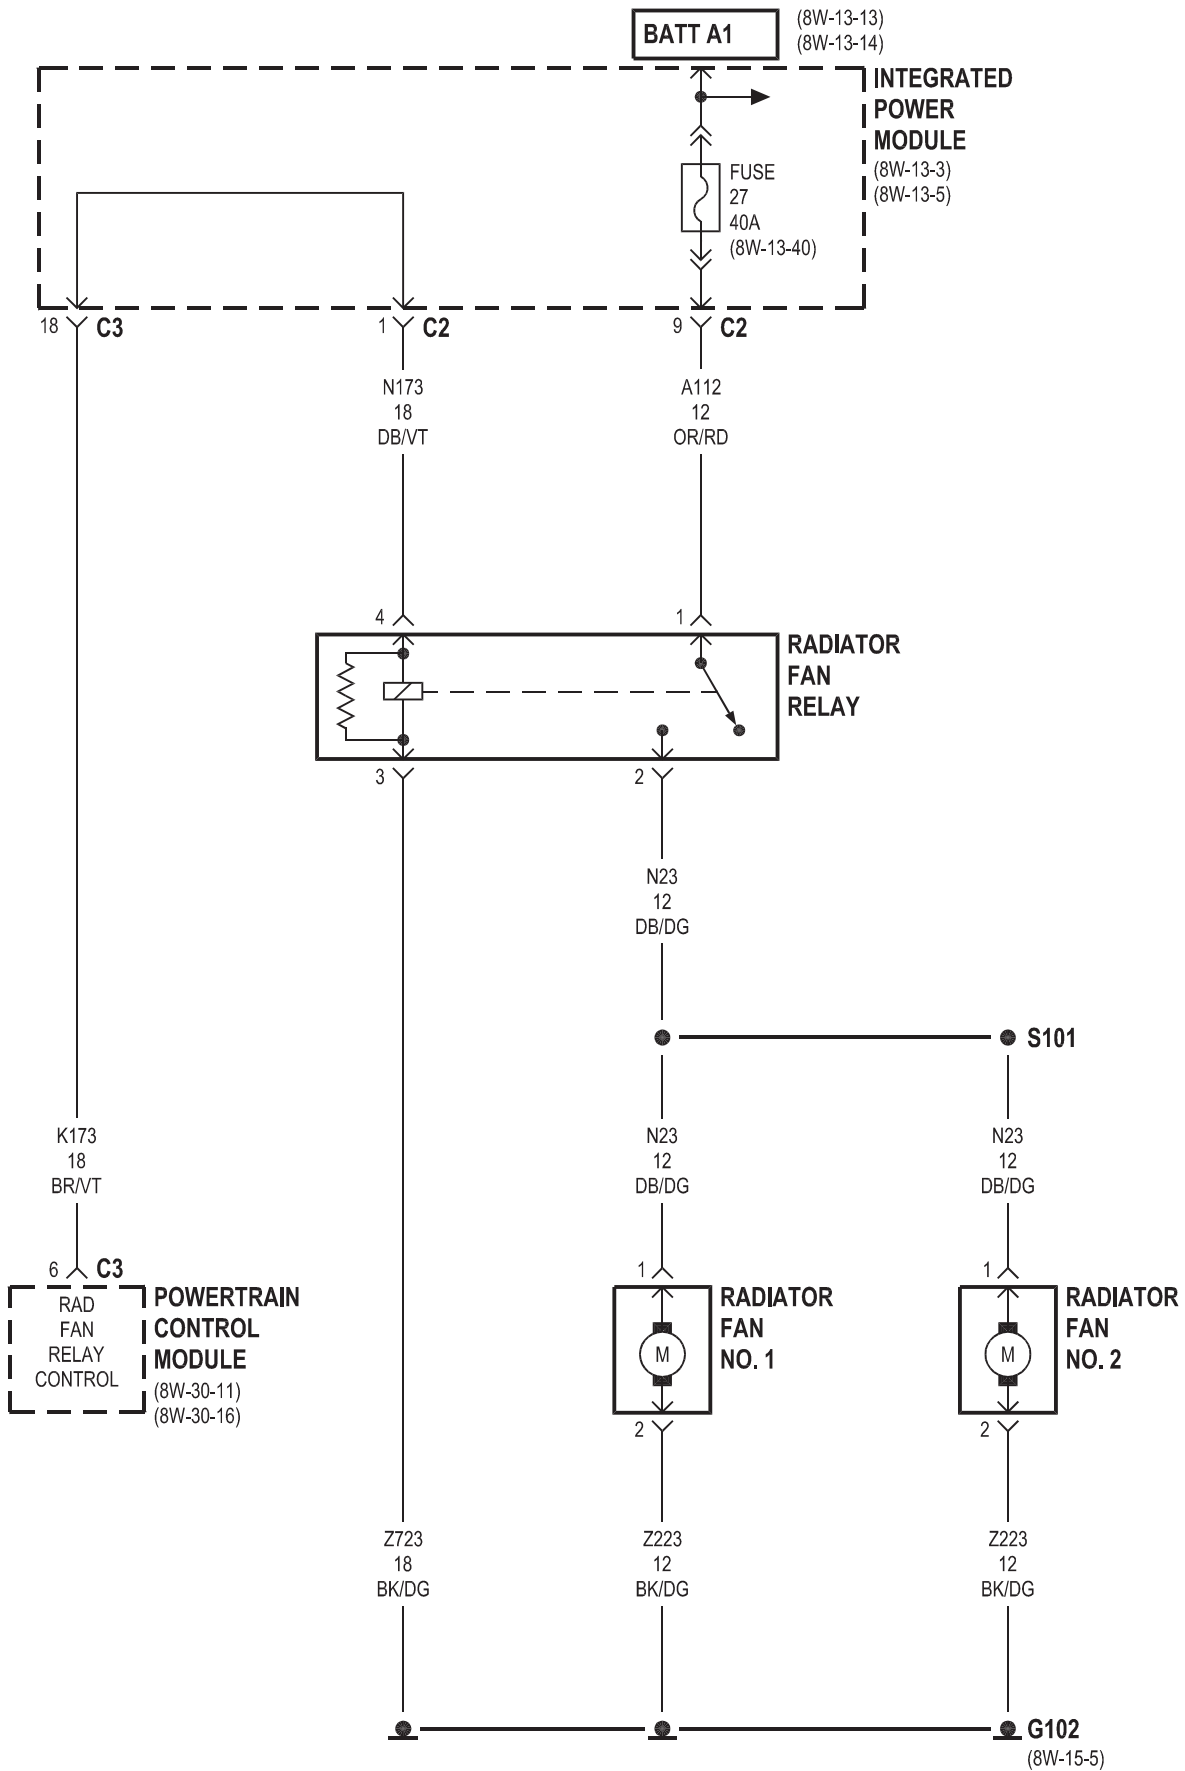 BATT A1
(8W-13-13)
(8W-13-14)
INTEGRATED
POWER
MODULE
(8W-13-3)
(8W-13-5)
FUSE
27
40A
(8W-13-40)
18 C3
1 C2
9 C2
N173
18
DB/VT
A112
12
OR/RD
4
1
RADIATOR
FAN
RELAY
3
2
N23
12
DB/DG
S101
K173
18
BR/VT
N23
12
DB/DG
N23
12
DB/DG
6 C3
RAD
FAN
RELAY
CONTROL
POWERTRAIN
CONTROL
MODULE
(8W-30-11)
(8W-30-16)
1
M
2
RADIATOR
FAN
NO. 1
1
M
2
RADIATOR
FAN
NO. 2
Z723
18
BK/DG
Z223
12
BK/DG
Z223
12
BK/DG
G102
(8W-15-5)